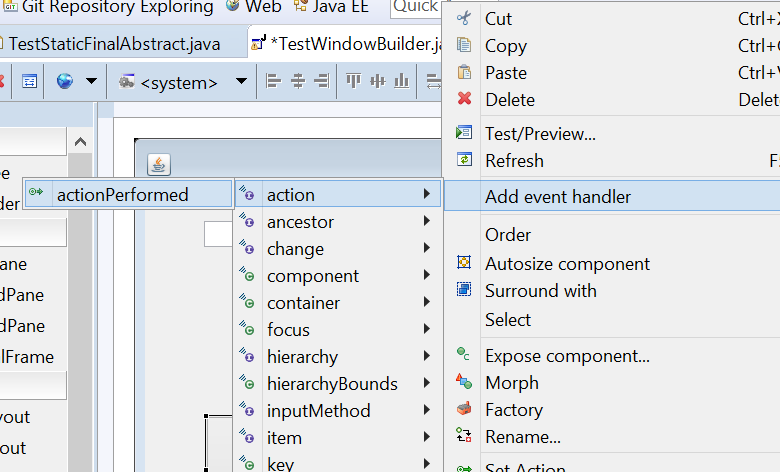 Git Repository Exploring Web Java EE Quick
TestStaticFinalAbstract.java *TestWindowBuilder.ja
<system>
Cut Ctrl+X
Copy Ctrl+C
Paste Ctrl+V
Delete Delet
Test/Preview...
Refresh F5
actionPerformed action Add event handler
ancestor
Order
change
ane
component Autosize component
dPane
container Surround with
dPane
focus Select
lFrame
hierarchy Expose component...
hierarchyBounds Morph
inputMethod Factory
yout
item Rename...
out
key Set Action